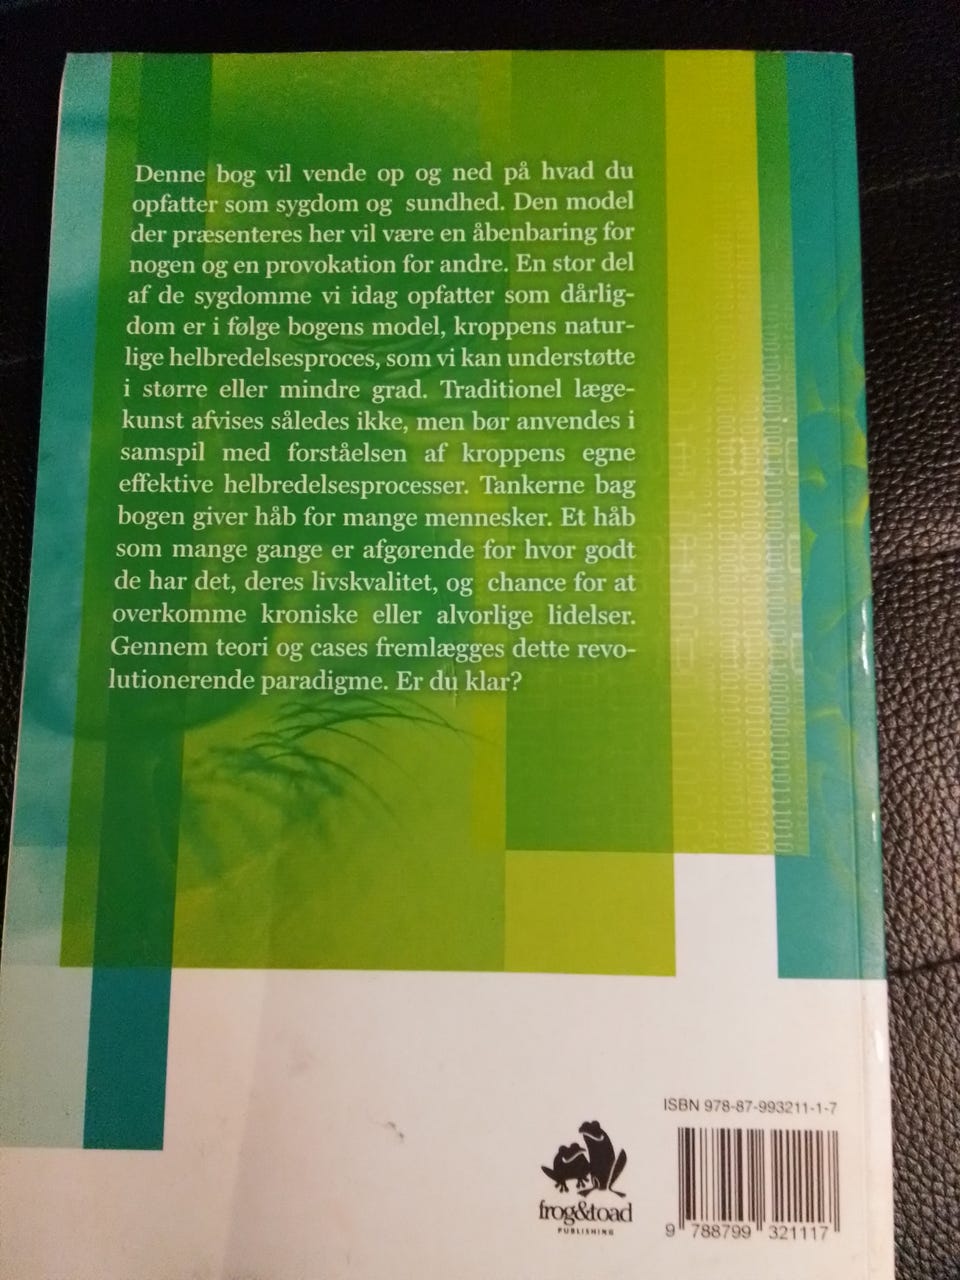 Denne bog vil vende op og ned på hvad du
opfatter som sygdom og sundhed. Den model
der præsenteres her vil være en åbenbaring for
nogen og en provokation for andre. En stor del
af de sygdomme vi idag opfatter som dårlig-
dom er i følge bogens model, kroppens natur-
lige helbredelsesproces, som vi kan understøtte
i større eller mindre grad. Traditionel læge-
kunst afvises således ikke, men bør anvendes i
samspil med forståelsen af kroppens egne
effektive helbredelsesprocesser. Tankerne bag
bogen giver håb for mange mennesker. Et håb
som mange gange er afgørende for hvor godt
de har det, deres livskvalitet, og chance for at
overkomme kroniske eller alvorlige lidelser.
Gennem teori og cases fremlægges dette revo-
lutionerende paradigme. Er du klar?
ISBN 978-87-993211-1-7
frog&toad
PUBLISHING
9 788799 321117